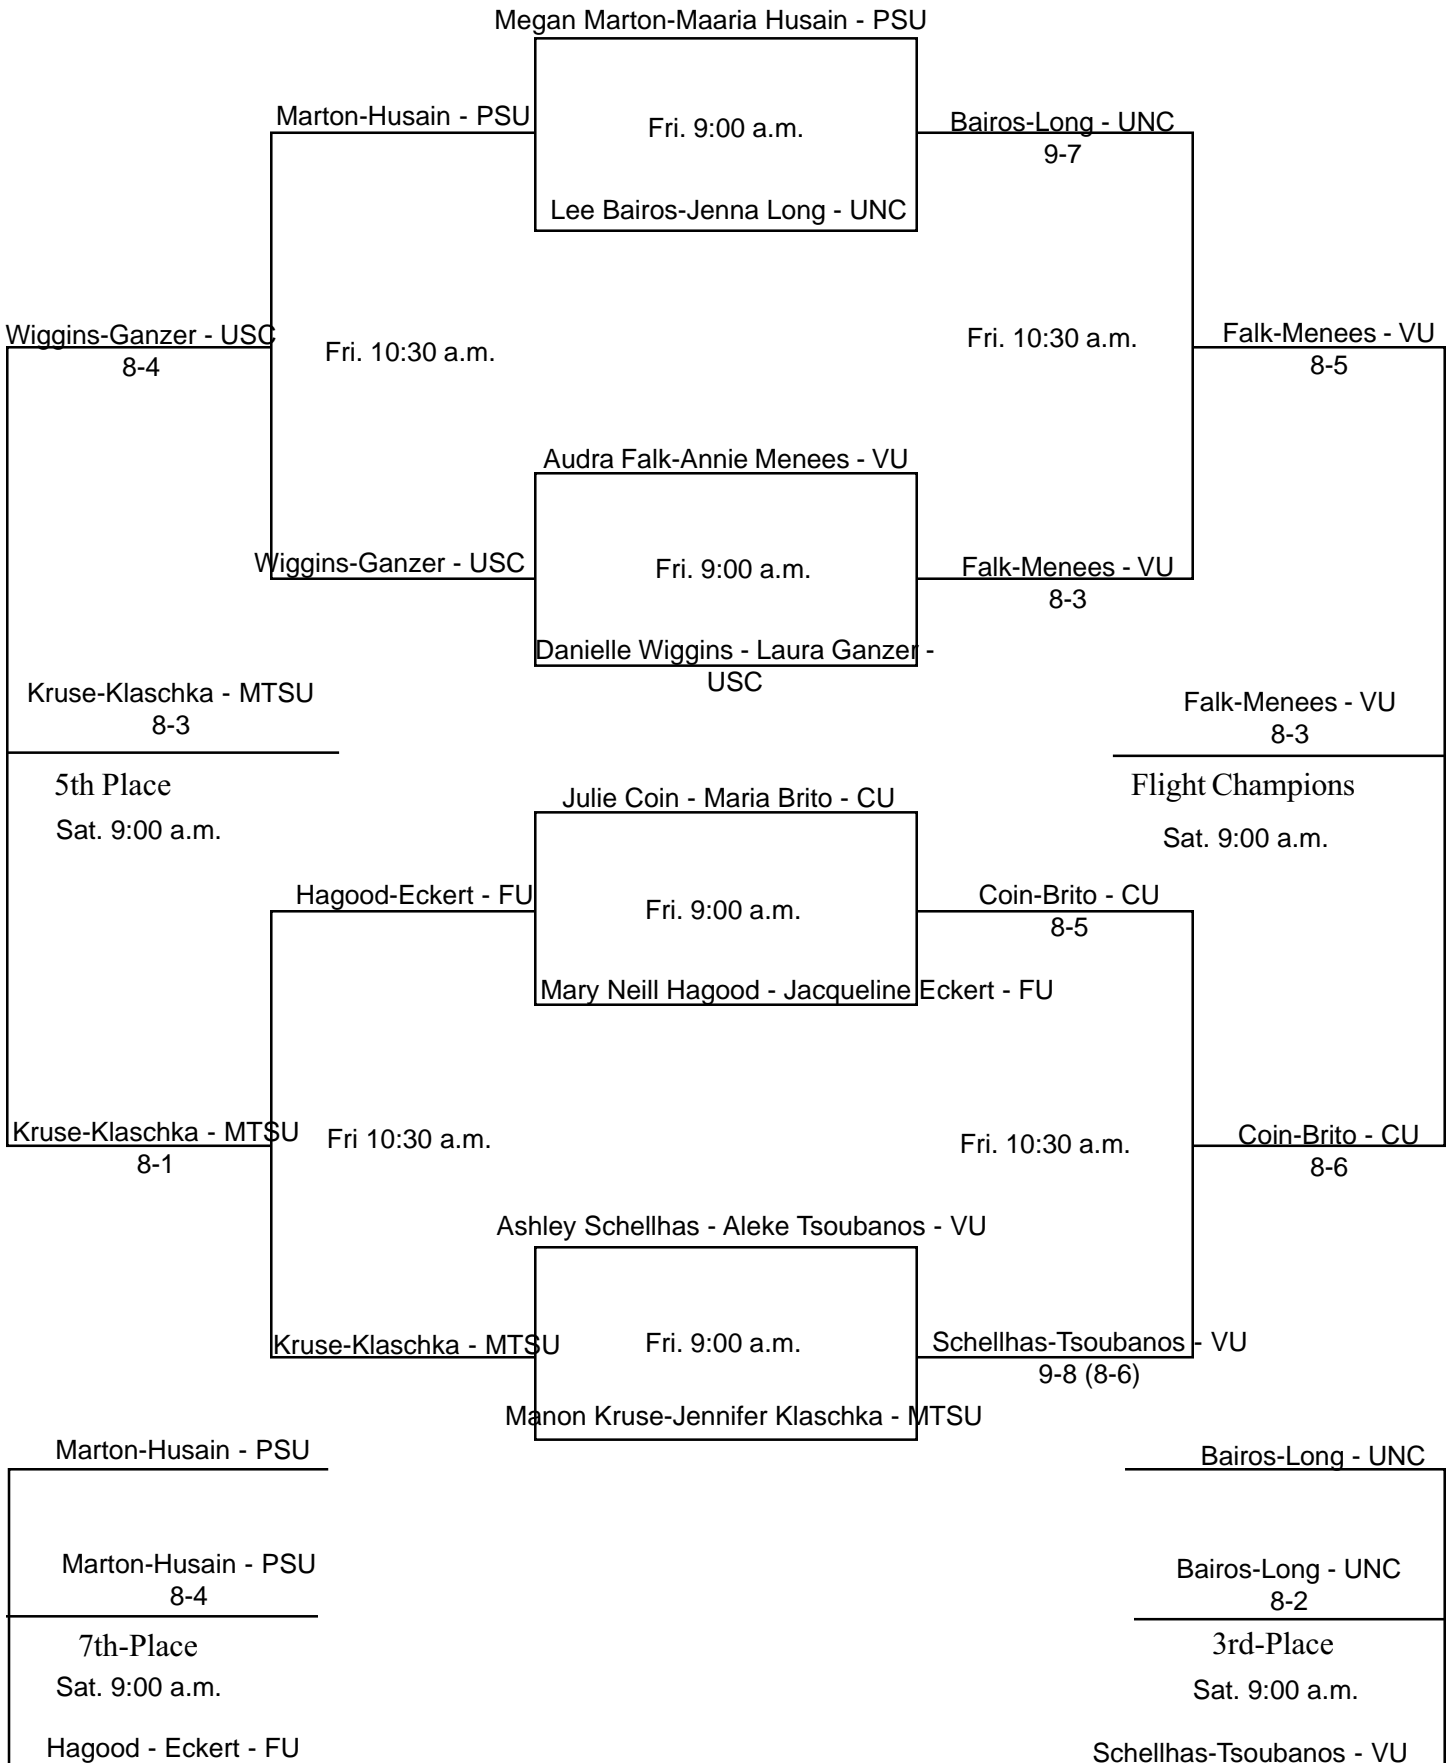 Megan Marton-Maaria Husain - PSU
Marton-Husain - PSU
Fri. 9:00 a.m.
Bairos-Long - UNC
9-7
Lee Bairos-Jenna Long - UNC
Wiggins-Ganzer - USC
8-4
Fri. 10:30 a.m.
Fri. 10:30 a.m.
Falk-Menees - VU
8-5
Audra Falk-Annie Menees - VU
Wiggins-Ganzer - USC
Fri. 9:00 a.m.
Falk-Menees - VU
8-3
Danielle Wiggins - Laura Ganzer -
USC
Kruse-Klaschka - MTSU
8-3
5th Place
Sat. 9:00 a.m.
Falk-Menees - VU
8-3
Flight Champions
Sat. 9:00 a.m.
Julie Coin - Maria Brito - CU
Hagood-Eckert - FU
Fri. 9:00 a.m.
Coin-Brito - CU
8-5
Mary Neill Hagood - Jacqueline Eckert - FU
Kruse-Klaschka - MTSU
8-1
Fri 10:30 a.m.
Fri. 10:30 a.m.
Coin-Brito - CU
8-6
Ashley Schellhas - Aleke Tsoubanos - VU
Kruse-Klaschka - MTSU
Fri. 9:00 a.m.
Schellhas-Tsoubanos - VU
9-8 (8-6)
Manon Kruse-Jennifer Klaschka - MTSU
Marton-Husain - PSU
Bairos-Long - UNC
Marton-Husain - PSU
8-4
7th-Place
Sat. 9:00 a.m.
Bairos-Long - UNC
8-2
3rd-Place
Sat. 9:00 a.m.
Hagood - Eckert - FU
Schellhas-Tsoubanos - VU